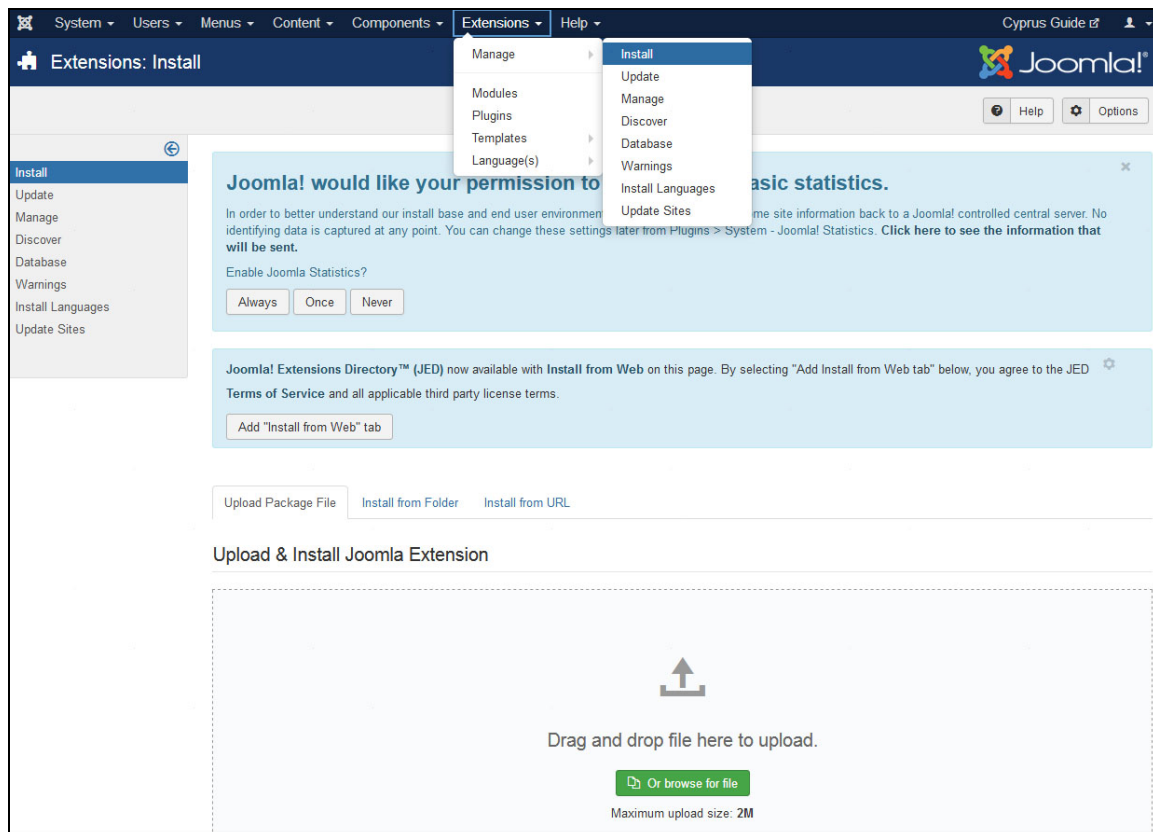 System Users Menus Content Components Extensions Help Cyprus Guide
Extensions: Install
Joomla!®
Manage
Modules
Plugins
Templates
Language(s)
Install
Update
Manage
Discover
Database
Warnings
Install Languages
Update Sites
Help Options
Install
Update
Manage
Discover
Database
Warnings
Install Languages
Update Sites
Joomla! would like your permission to asic statistics.
In order to better understand our install base and end user environmen me site information back to a Joomla! controlled central server. No
identifying data is captured at any point. You can change these settings later from Plugins > System - Joomla! Statistics. Click here to see the information that
will be sent.
Enable Joomla Statistics?
Always Once Never
Joomla! Extensions Directory™ (JED) now available with Install from Web on this page. By selecting "Add Install from Web tab" below, you agree to the JED
Terms of Service and all applicable third party license terms.
Add "Install from Web" tab
Upload Package File Install from Folder Install from URL
Upload & Install Joomla Extension
Drag and drop file here to upload.
Or browse for file
Maximum upload size: 2M